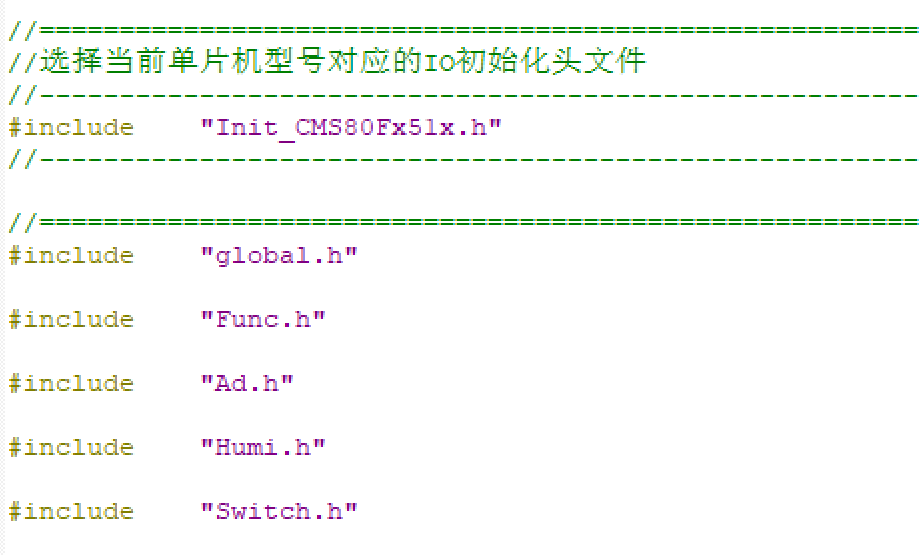 //=======================================================
//选择当前单片机型号对应的IO初始化头文件
//-------------------------------------------------------
#include    "Init_CMS80Fx51x.h"
//-------------------------------------------------------
//=======================================================
#include    "global.h"
#include    "Func.h"
#include    "Ad.h"
#include    "Humi.h"
#include    "Switch.h"